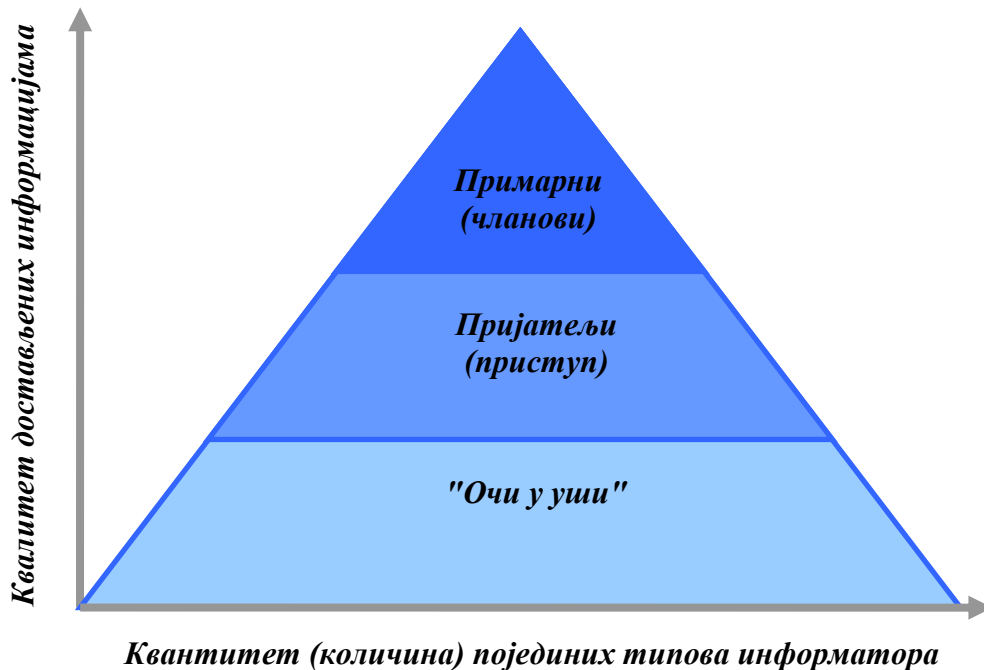 Квалитет достављених информацијама
Примарни
(чланови)
Пријатељи
(приступ)
"Очи у уши"
Квантитет (количина) појединих типова информатора